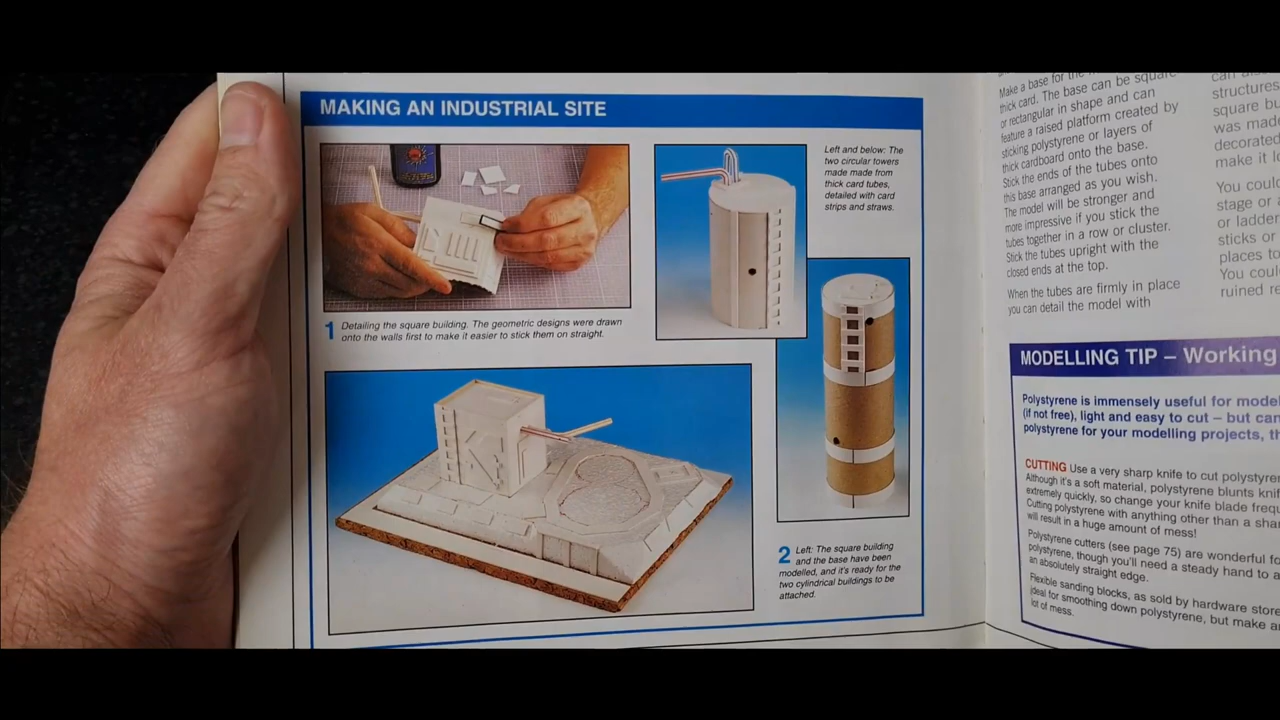 MAKING AN INDUSTRIAL SITE
Left and below: The
two circular towers
made made from
thick card tubes,
detailed with card
strips and straws.
1 Detailing the square building. The geometric designs were drawn
onto the walls first to make it easier to stick them on straight.
2 Left: The square building
and the base have been
modelled, and it's ready for the
two cylindrical buildings to be
attached.
Make a base for the
thick card. The base can be square
or rectangular in shape and can
feature a raised platform created by
sticking polystyrene or layers of
thick cardboard onto the base.
Stick the ends of the tubes onto
this base arranged as you wish.
The model will be stronger and
more impressive if you stick the
tubes together in a row or cluster.
Stick the tubes upright with the
closed ends at the top.
When the tubes are firmly in place
you can detail the model with
structures
square bu
was made
decorated
make it l
You could
stage or a
or ladder
sticks or
places to
You coul
ruined re
MODELLING TIP – Working
Polystyrene is immensely useful for model
(if not free), light and easy to cut – but can
polystyrene for your modelling projects, th
CUTTING Use a very sharp knife to cut polystyre
Although it's a soft material, polystyrene blunts knif
extremely quickly, so change your knife blade frequ
Cutting polystyrene with anything other than a sha
will result in a huge amount of mess!
Polystyrene cutters (see page 75) are wonderful fo
polystyrene, though you'll need a steady hand to a
an absolutely straight edge.
Flexible sanding blocks, as sold by hardware store
ideal for smoothing down polystyrene, but make a
lot of mess.